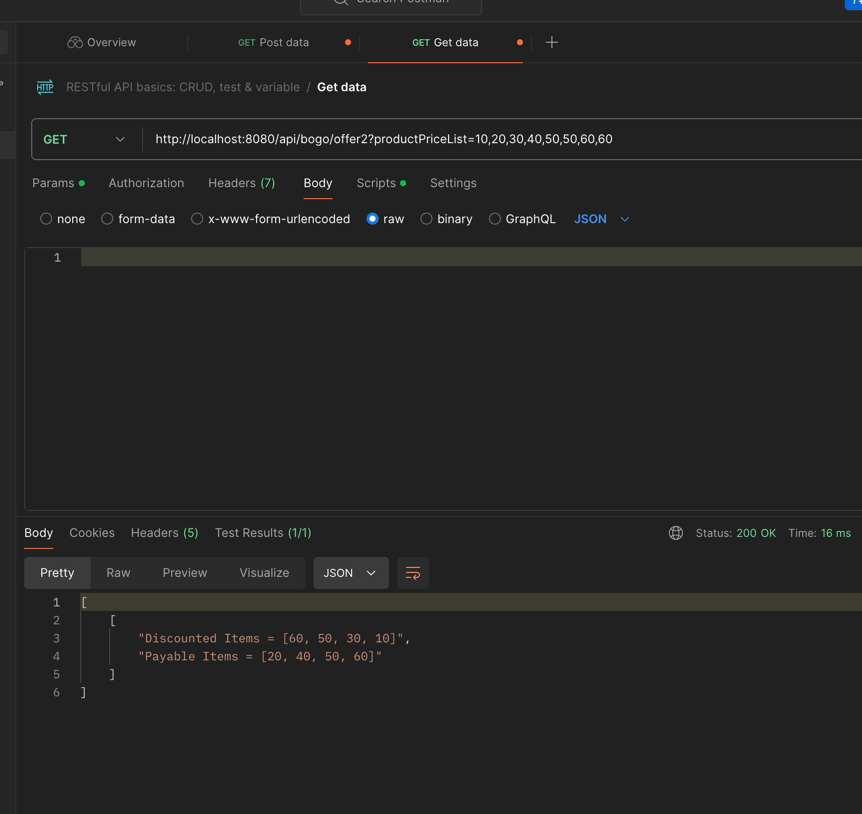 Search Postman
Overview
GET Post data
GET Get data
HTTP RESTful API basics: CRUD, test & variable / Get data
GET http://localhost:8080/api/bogo/offer2?productPriceList=10,20,30,40,50,50,60,60
Params Authorization Headers (7) Body Scripts Settings
none form-data x-www-form-urlencoded raw binary GraphQL JSON
1
Body Cookies Headers (5) Test Results (1/1) Status: 200 OK Time: 16 ms
Pretty Raw Preview Visualize JSON
1 [
2 [
3 "Discounted Items = [60, 50, 30, 10]",
4 "Payable Items = [20, 40, 50, 60]"
5 ]
6 ]